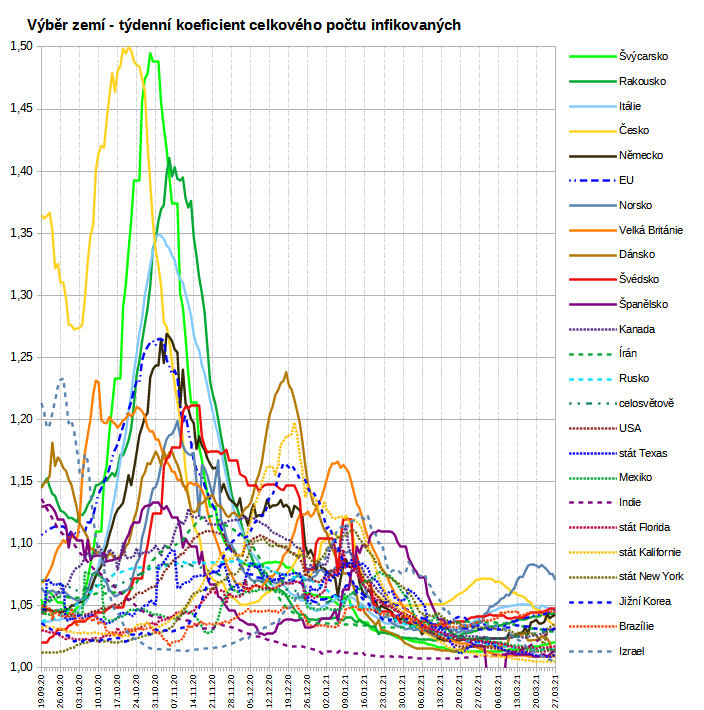 Výběr zemí - týdenní koeficient celkového počtu infikovaných
1,50
1,45
1,40
1,35
1,30
1,25
1,20
1,15
1,10
1,05
1,00
Švýcarsko
Rakousko
Itálie
Česko
Německo
EU
Norsko
Velká Británie
Dánsko
Švédsko
Španělsko
Kanada
Írán
Rusko
celosvětově
USA
stát Texas
Mexiko
Indie
stát Florida
stát Kalifornie
stát New York
Jižní Korea
Brazílie
Izrael
19.09.20
26.09.20
03.10.20
10.10.20
17.10.20
24.10.20
31.10.20
07.11.20
14.11.20
21.11.20
28.11.20
05.12.20
12.12.20
19.12.20
26.12.20
02.01.21
09.01.21
16.01.21
23.01.21
30.01.21
06.02.21
13.02.21
20.02.21
27.02.21
06.03.21
13.03.21
20.03.21
27.03.21